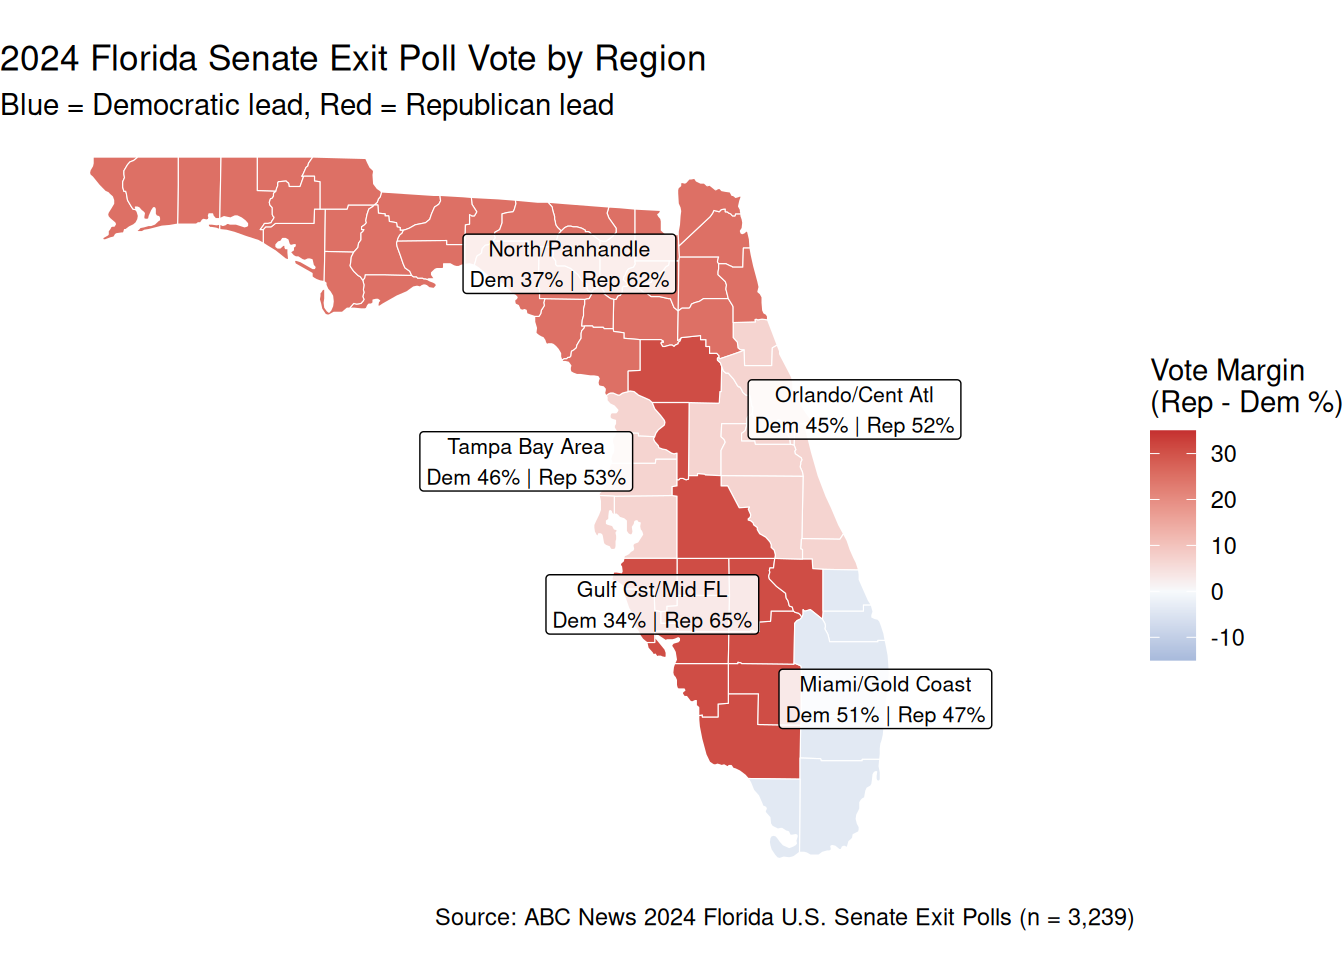 2024 Florida Senate Exit Poll Vote by Region
Blue = Democratic lead, Red = Republican lead
North/Panhandle
Dem 37% | Rep 62%
Orlando/Cent Atl
Dem 45% | Rep 52%
Tampa Bay Area
Dem 46% | Rep 53%
Gulf Cst/Mid FL
Dem 34% | Rep 65%
Miami/Gold Coast
Dem 51% | Rep 47%
Vote Margin
(Rep - Dem %)
30
20
10
0
-10
Source: ABC News 2024 Florida U.S. Senate Exit Polls (n = 3,239)